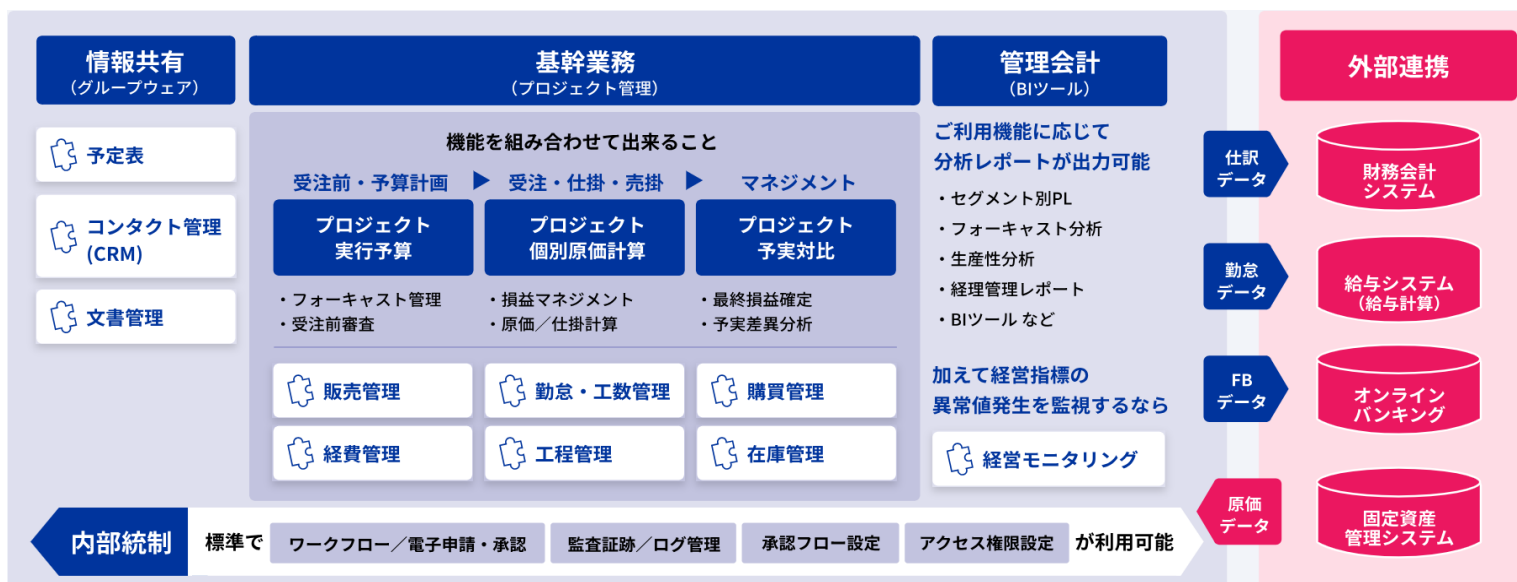 情報共有
（グループウェア）
予定表
コンタクト管理
(CRM)
文書管理
基幹業務
（プロジェクト管理）
機能を組み合わせて出来ること
受注前・予算計画
受注・仕掛・売掛
マネジメント
プロジェクト
実行予算
プロジェクト
個別原価計算
プロジェクト
予実対比
・フォーキャスト管理
・受注前審査
・損益マネジメント
・原価／仕掛計算
・最終損益確定
・予実差異分析
販売管理
勤怠・工数管理
購買管理
経費管理
工程管理
在庫管理
管理会計
（BIツール）
ご利用機能に応じて
分析レポートが出力可能
・セグメント別PL
・フォーキャスト分析
・生産性分析
・経理管理レポート
・BIツール など
加えて経営指標の
異常値発生を監視するなら
経営モニタリング
外部連携
仕訳
データ
財務会計
システム
勤怠
データ
給与システム
（給与計算）
FB
データ
オンライン
バンキング
原価
データ
固定資産
管理システム
内部統制
標準で
ワークフロー／電子申請・承認
監査証跡／ログ管理
承認フロー設定
アクセス権限設定
が利用可能